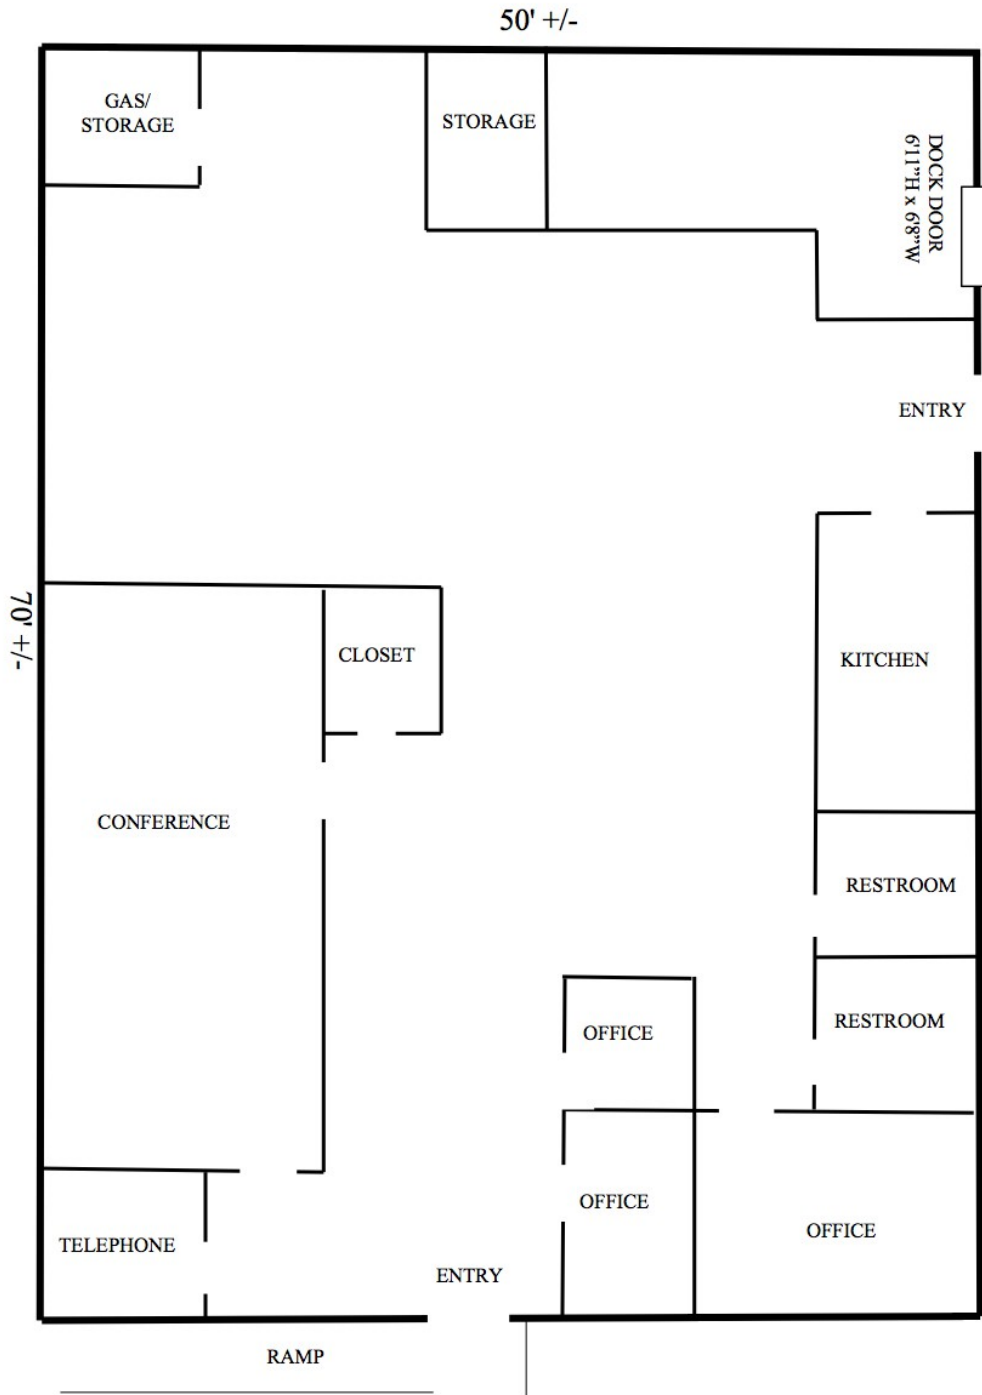 50' +/-
GAS/
STORAGE
STORAGE
DOCK DOOR
6'11"H x 6'8"W
ENTRY
70' +/-
CLOSET
KITCHEN
CONFERENCE
RESTROOM
RESTROOM
OFFICE
OFFICE
OFFICE
TELEPHONE
ENTRY
RAMP